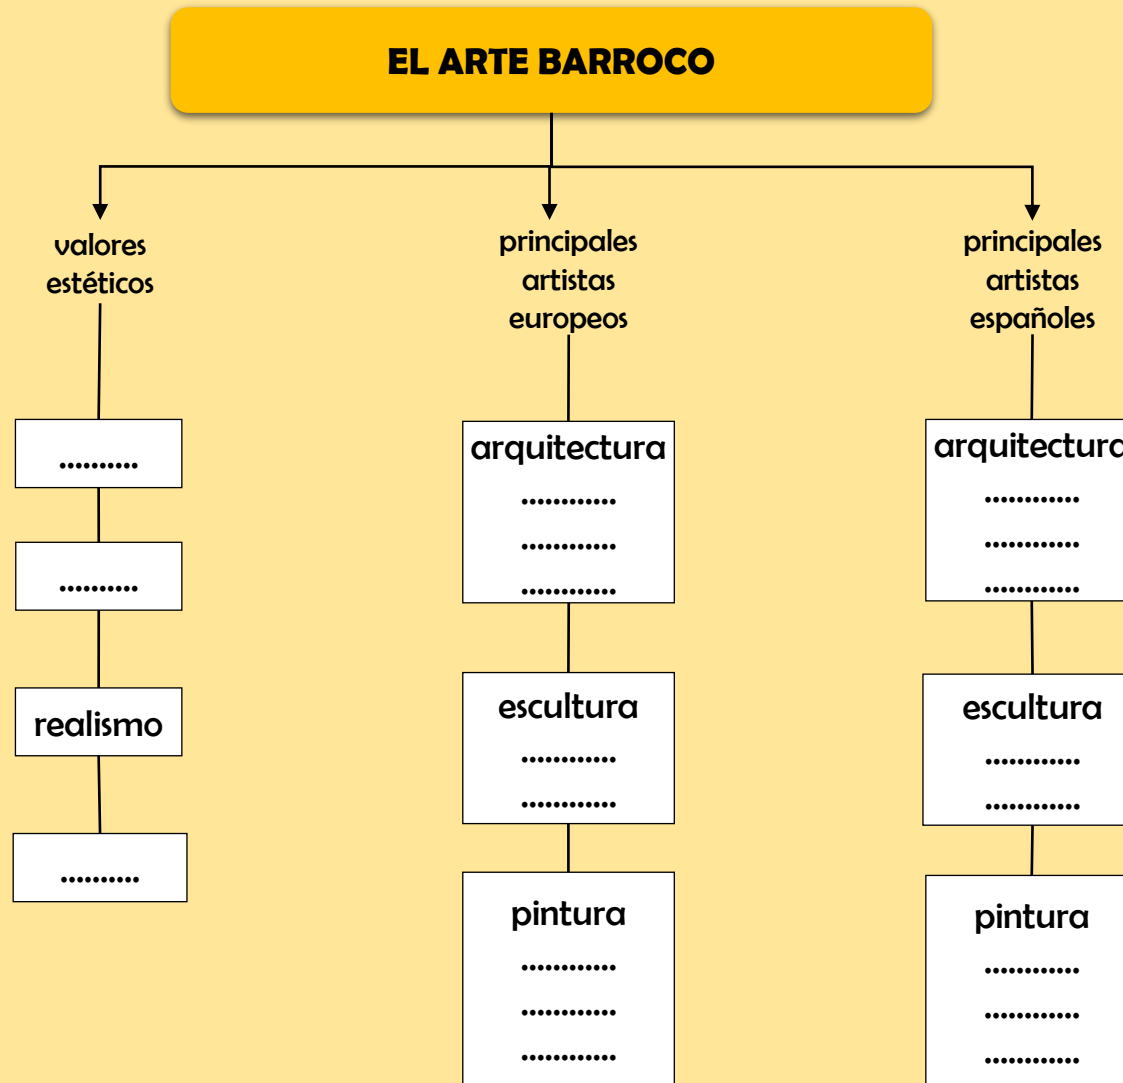 EL ARTE BARROCO
valores
estéticos
..........
..........
realismo
..........
principales
artistas
europeos
arquitectura
............
............
............
escultura
............
............
pintura
............
............
............
principales
artistas
españoles
arquitectura
............
............
............
escultura
............
............
pintura
............
............
............